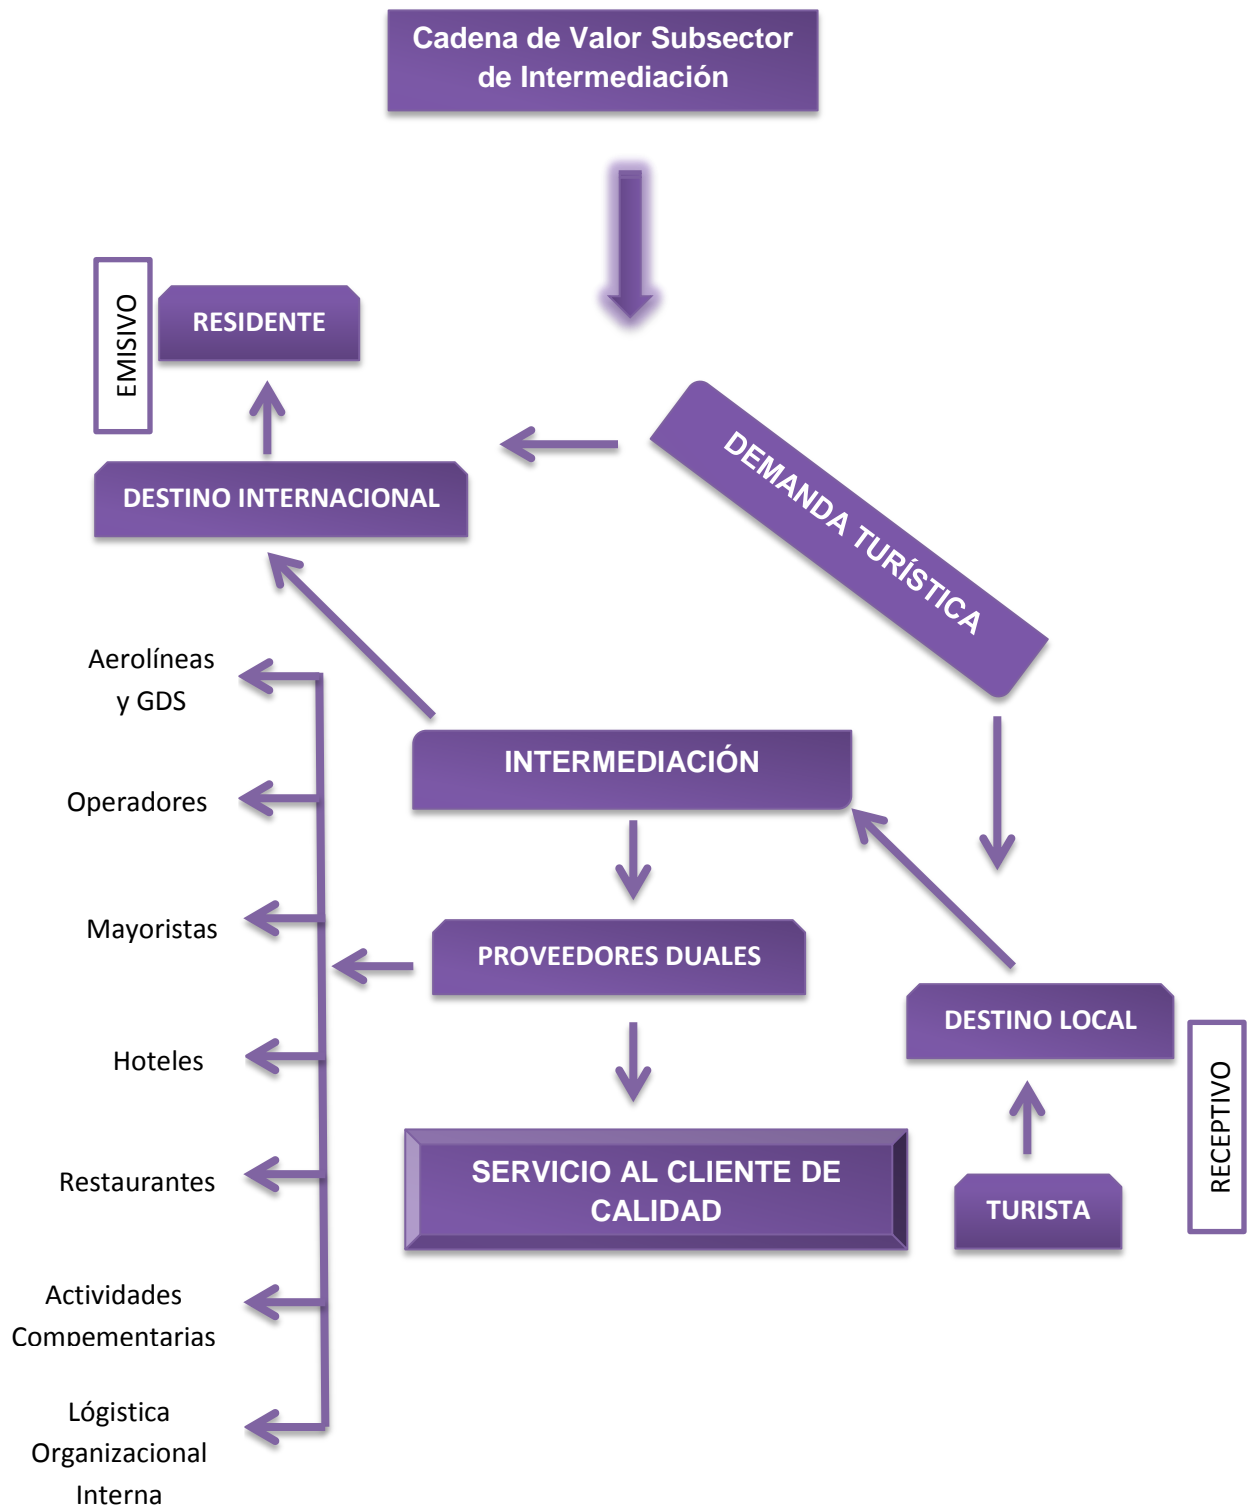 Cadena de Valor Subsector
de Intermediación
EMISIVO
RESIDENTE
DESTINO INTERNACIONAL
DEMANDA TURÍSTICA
Aerolíneas
y GDS
INTERMEDIACIÓN
Operadores
Mayoristas
PROVEEDORES DUALES
DESTINO LOCAL
RECEPTIVO
Hoteles
SERVICIO AL CLIENTE DE
CALIDAD
Restaurantes
TURISTA
Actividades
Compementarias
Lógistica
Organizacional
Interna